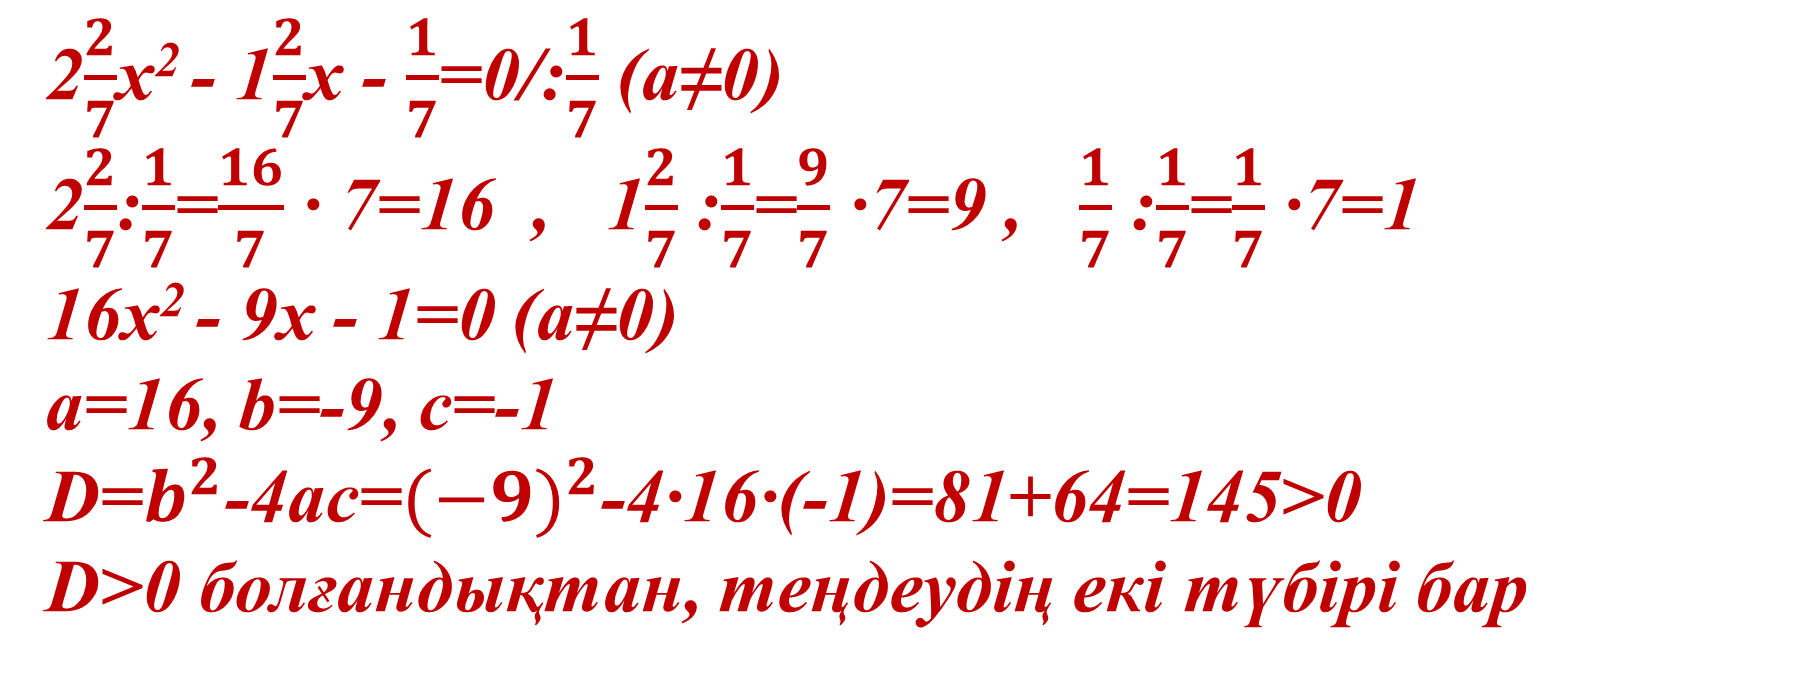 2 2/7 x² - 1 2/7 x - 1/7=0/: 1/7 (a≠0)
2 2/7 : 1/7 = 16/7 · 7=16 , 1 2/7 : 1/7 = 9/7 ·7=9 , 1/7 : 1/7 = 1/7 ·7=1
16x² - 9x - 1=0 (a≠0)
a=16, b=-9, c=-1
D=b²-4ac=(−9)²-4·16·(-1)=81+64=145>0
D>0 болғандықтан, теңдеудің екі түбірі бар